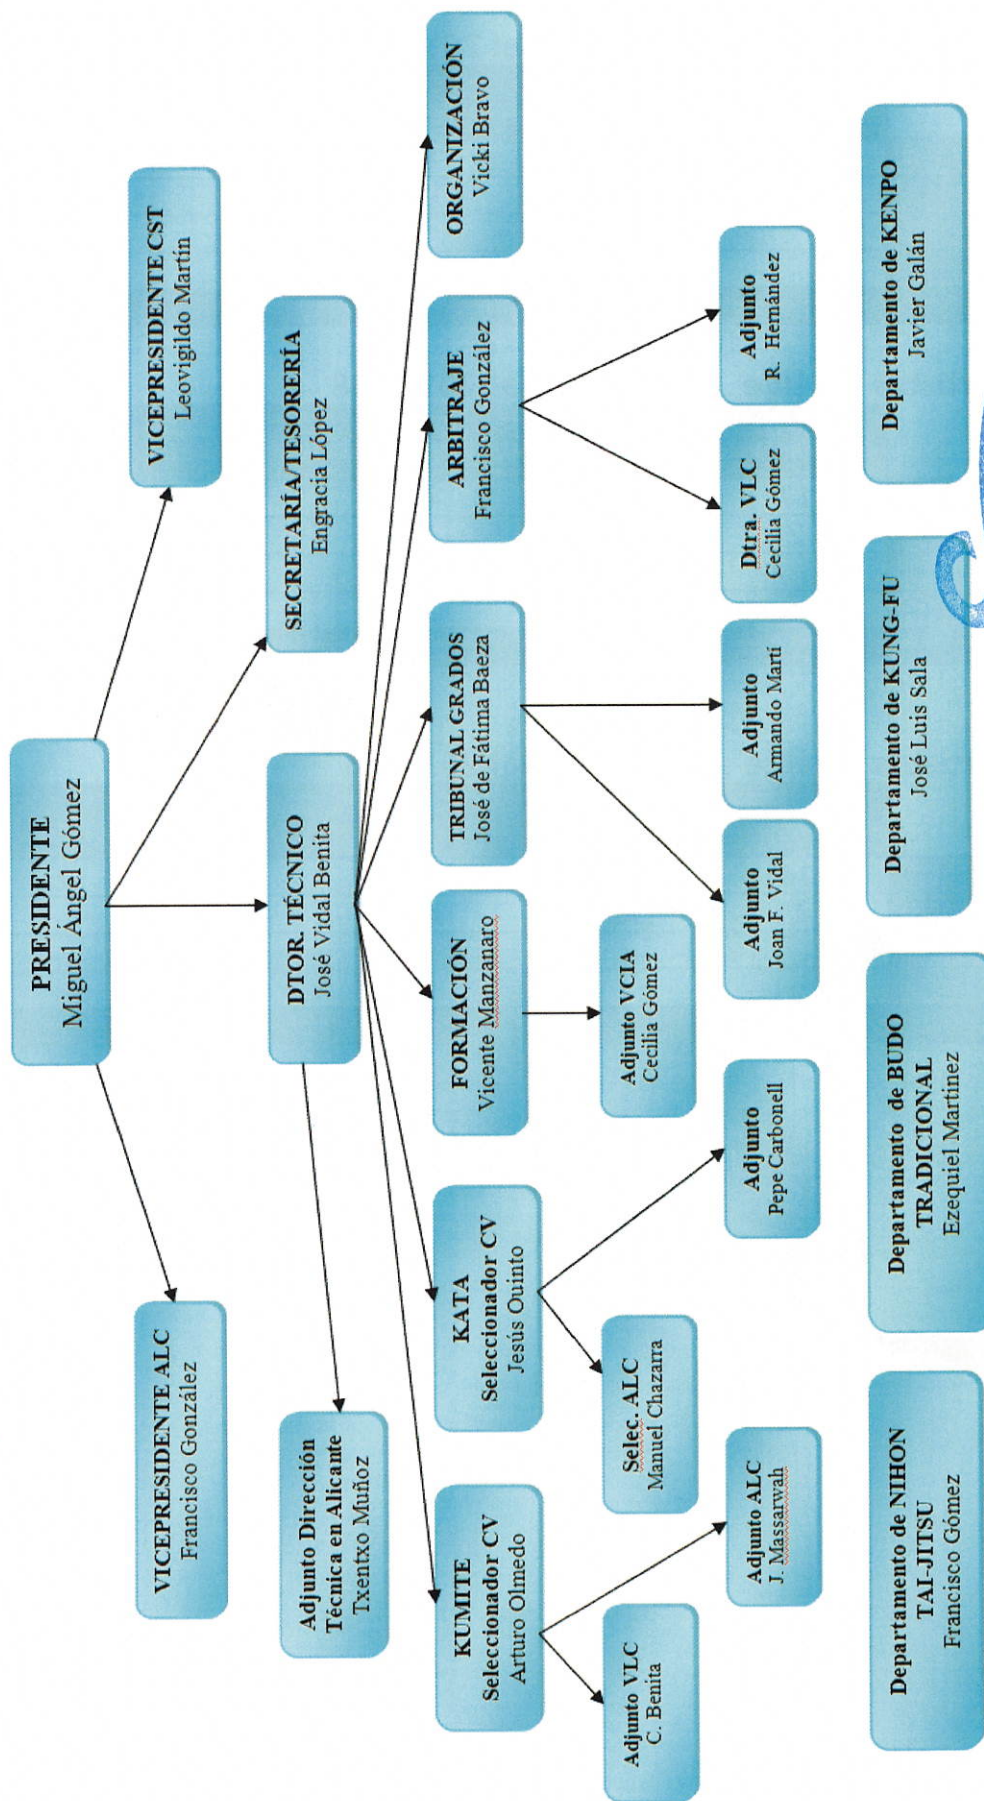 PRESIDENTE
Miguel Ángel Gómez
VICEPRESIDENTE ALC
Francisco González
VICEPRESIDENTE CST
Leovigildo Martín
Adjunto Dirección
Técnica en Alicante
Txentxo Muñoz
DTOR. TÉCNICO
José Vidal Benita
SECRETARÍA/TESORERÍA
Engracia López
KUMITE
Seleccionador CV
Arturo Olmedo
KATA
Seleccionador CV
Jesús Quinto
FORMACIÓN
Vicente Manzanaro
TRIBUNAL GRADOS
José de Fátima Baeza
ARBITRAJE
Francisco González
ORGANIZACIÓN
Vicki Bravo
Adjunto VLC
C. Benita
Selec. ALC
Manuel Chazarra
Adjunto VCIA
Cecilia Gómez
Adjunto ALC
J. Massarwah
Adjunto
Pepe Carbonell
Adjunto
Joan F. Vidal
Adjunto
Armando Martí
Dtra. VLC
Cecilia Gómez
Adjunto
R. Hernández
Departamento de NIHON
TAI-JITSU
Francisco Gómez
Departamento de BUDO
TRADICIONAL
Ezequiel Martinez
Departamento de KUNG-FU
José Luis Sala
Departamento de KENPO
Javier Galán